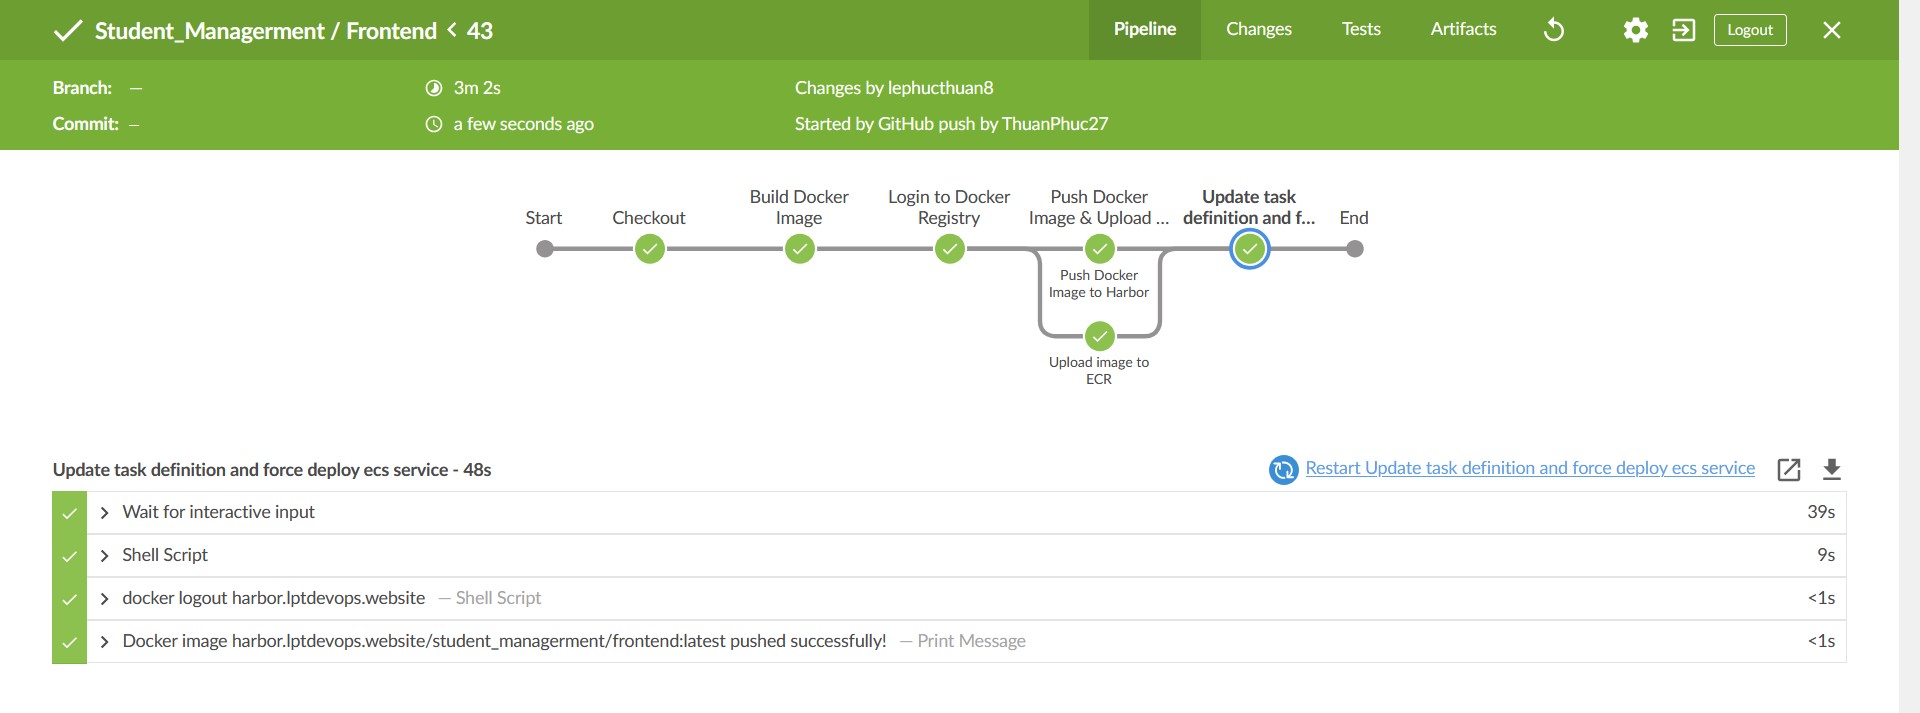 Student_Managerment / Frontend < 43
Pipeline
Changes
Tests
Artifacts
Logout
Branch: —
3m 2s
Changes by lephucthuan8
Commit: –
a few seconds ago
Started by GitHub push by ThuanPhuc27
Start
Checkout
Build Docker
Image
Login to Docker
Registry
Push Docker
Image & Upload ...
Update task
definition and f...
End
Push Docker
Image to Harbor
Upload image to
ECR
Update task definition and force deploy ecs service - 48s
Restart Update task definition and force deploy ecs service
Wait for interactive input 39s
Shell Script 9s
docker logout harbor.lptdevops.website — Shell Script <1s
Docker image harbor.lptdevops.website/student_managerment/frontend:latest pushed successfully! — Print Message <1s